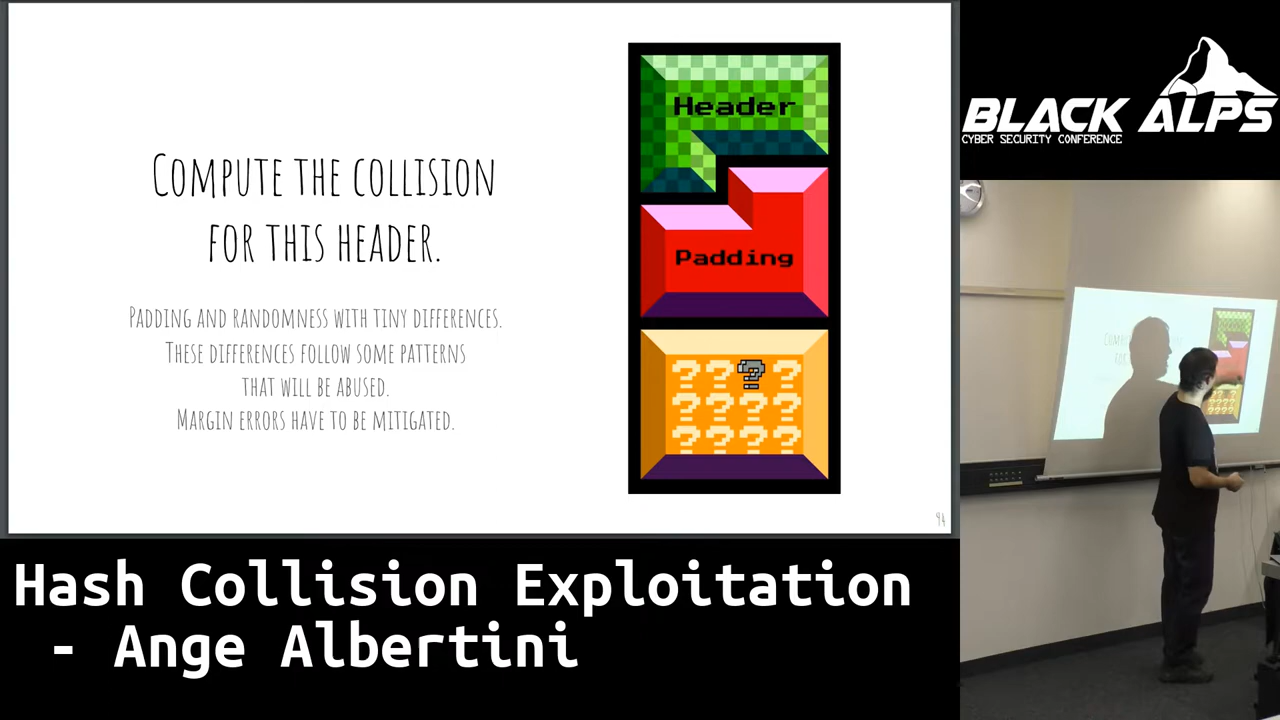 COMPUTE THE COLLISION
FOR THIS HEADER.
PADDING AND RANDOMNESS WITH TINY DIFFERENCES.
THESE DIFFERENCES FOLLOW SOME PATTERNS
THAT WILL BE ABUSED.
MARGIN ERRORS HAVE TO BE MITIGATED.
Header
Padding
? ? ? ?
? ? ? ?
? ? ? ?
94
BLACK ALPS
CYBER SECURITY CONFERENCE
Hash Collision Exploitation
- Ange Albertini